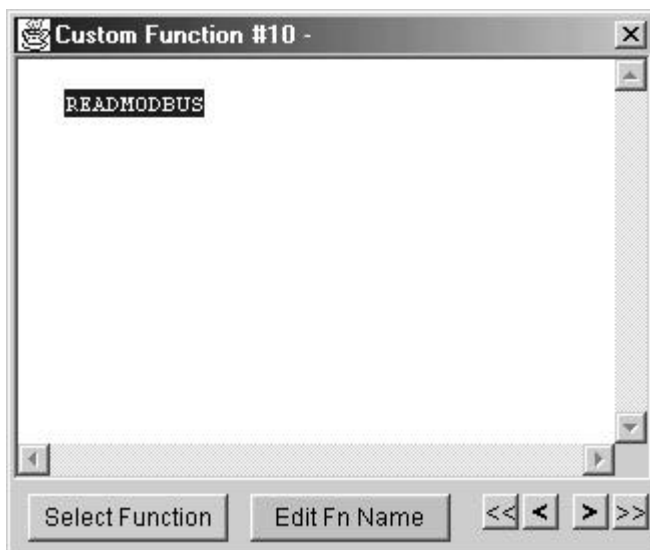 Custom Function #10 -
READMODBUS
Select Function Edit Fn Name << < > >>